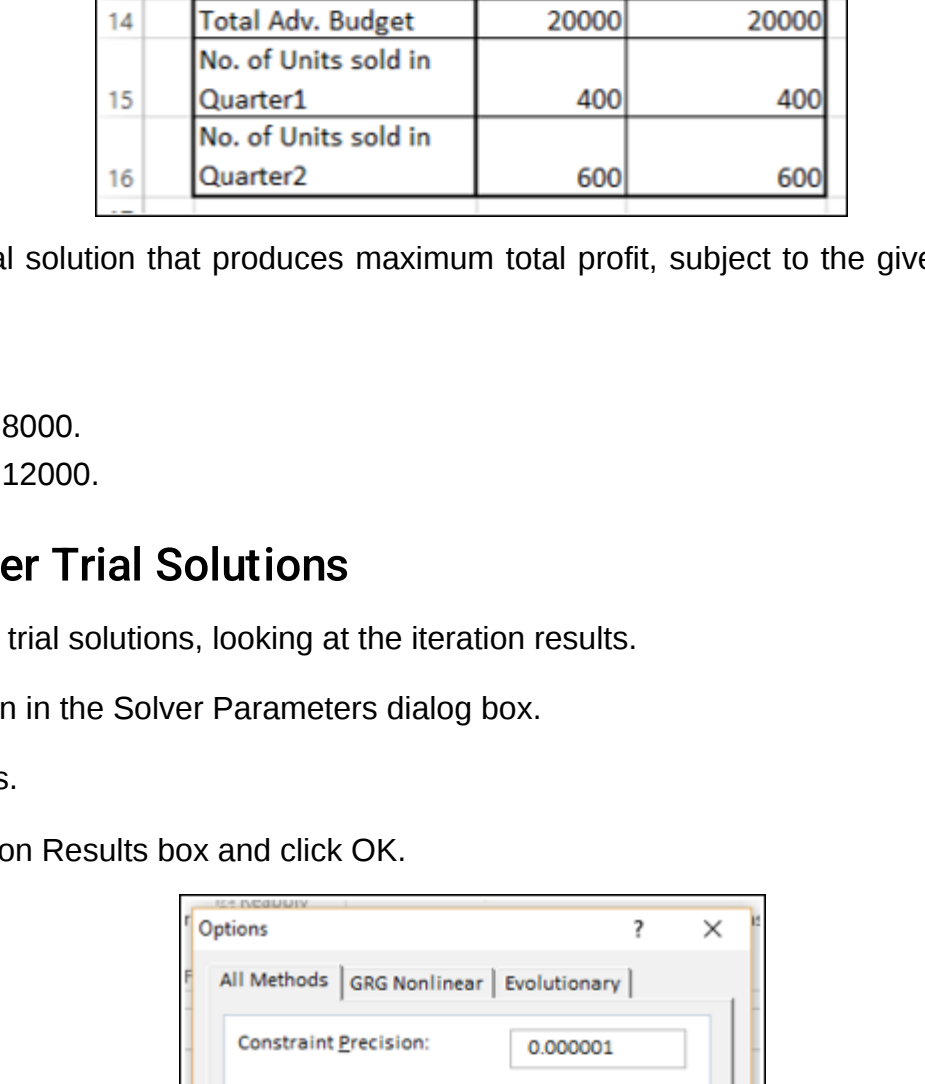 14 Total Adv. Budget 20000 20000
No. of Units sold in
15 Quarter1 400 400
No. of Units sold in
16 Quarter2 600 600
al solution that produces maximum total profit, subject to the give
8000.
12000.
er Trial Solutions
trial solutions, looking at the iteration results.
n in the Solver Parameters dialog box.
s.
on Results box and click OK.
Options ?
All Methods GRG Nonlinear Evolutionary
Constraint Precision: 0.000001